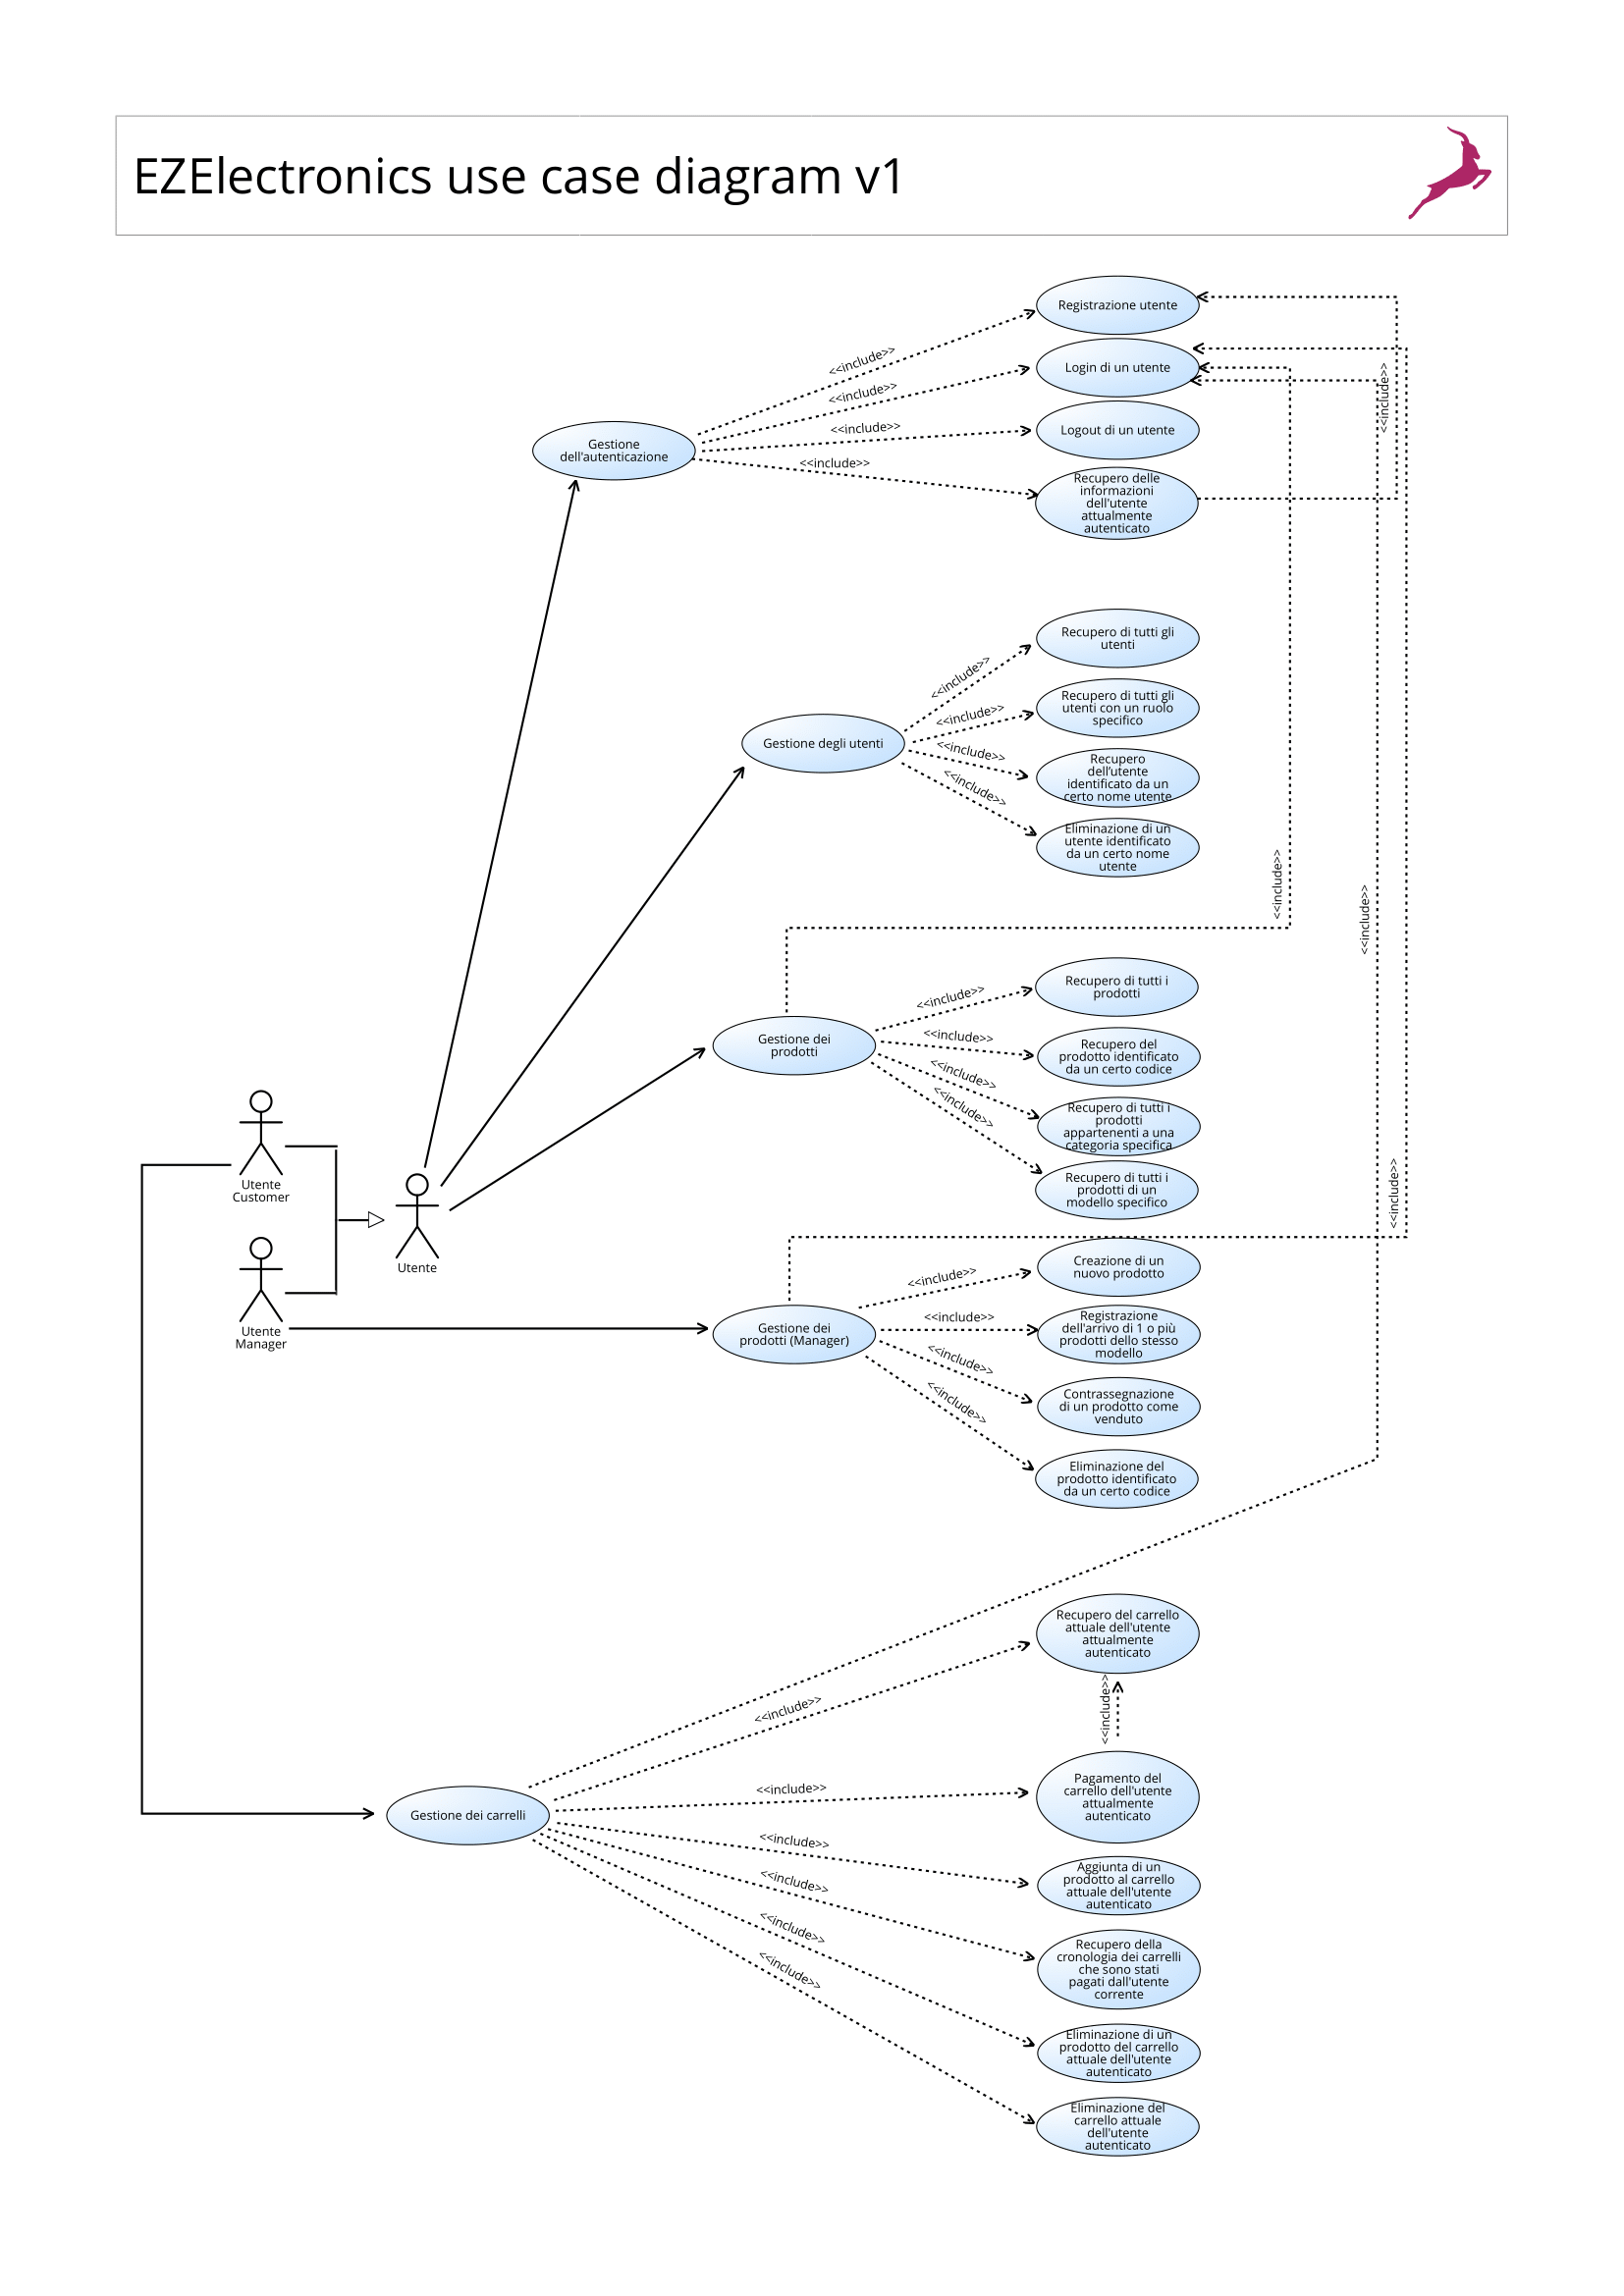 EZElectronics use case diagram v1
Registrazione utente
<<include>>
Login di un utente
<<include>>
<<include>>
Logout di un utente
<<include>>
Gestione
dell'autenticazione
<<include>>
Recupero delle
informazioni
dell'utente
attualmente
autenticato
Recupero di tutti gli
utenti
<<include>>
Recupero di tutti gli
utenti con un ruolo
specifico
<<include>>
Gestione degli utenti
<<include>>
Recupero
dell'utente
identificato da un
certo nome utente
<<include>>
Eliminazione di un
utente identificato
da un certo nome
utente
<<include>>
<<include>>
Recupero di tutti i
prodotti
<<include>>
Gestione dei
prodotti
<<include>>
Recupero del
prodotto identificato
da un certo codice
<<include>>
<<include>>
Recupero di tutti i
prodotti
appartenenti a una
categoria specifica
Recupero di tutti i
prodotti di un
modello specifico
<<include>>
Utente
Customer
Utente
Utente
Manager
Creazione di un
nuovo prodotto
<<include>>
Gestione dei
prodotti (Manager)
<<include>>
Registrazione
dell'arrivo di 1 o più
prodotti dello stesso
modello
<<include>>
Contrassegnazione
di un prodotto come
venduto
<<include>>
Eliminazione del
prodotto identificato
da un certo codice
Recupero del carrello
attuale dell'utente
attualmente
autenticato
<<include>>
<<include>>
Pagamento del
carrello dell'utente
attualmente
autenticato
<<include>>
Gestione dei carrelli
<<include>>
Aggiunta di un
prodotto al carrello
attuale dell'utente
autenticato
<<include>>
Recupero della
cronologia dei carrelli
che sono stati
pagati dall'utente
corrente
<<include>>
Eliminazione di un
prodotto del carrello
attuale dell'utente
autenticato
<<include>>
Eliminazione del
carrello attuale
dell'utente
autenticato